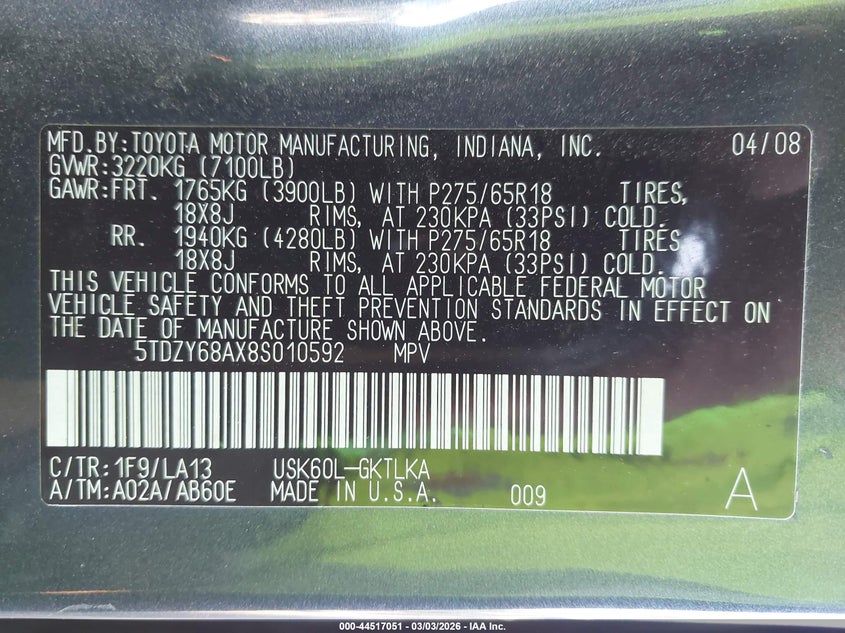 MFD.BY:TOYOTA MOTOR MANUFACTURING, INDIANA, INC. 04/08
GVWR:3220KG (7100LB)
GAWR:FRT. 1765KG (3900LB) WITH P275/65R18 TIRES,
18X8J RIMS, AT 230KPA (33PSI) COLD.
RR. 1940KG (4280LB) WITH P275/65R18 TIRES,
18X8J RIMS, AT 230KPA (33PSI) COLD.
THIS VEHICLE CONFORMS TO ALL APPLICABLE FEDERAL MOTOR
VEHICLE SAFETY AND THEFT PREVENTION STANDARDS IN EFFECT ON
THE DATE OF MANUFACTURE SHOWN ABOVE.
5TDZY68AX8S010592 MPV
C/TR:1F9/LA13 USK60L-GKTLKA
A/TM:A02A/AB60E MADE IN U.S.A. 009 A
000-44517051 - 03/03/2026 - IAA Inc.